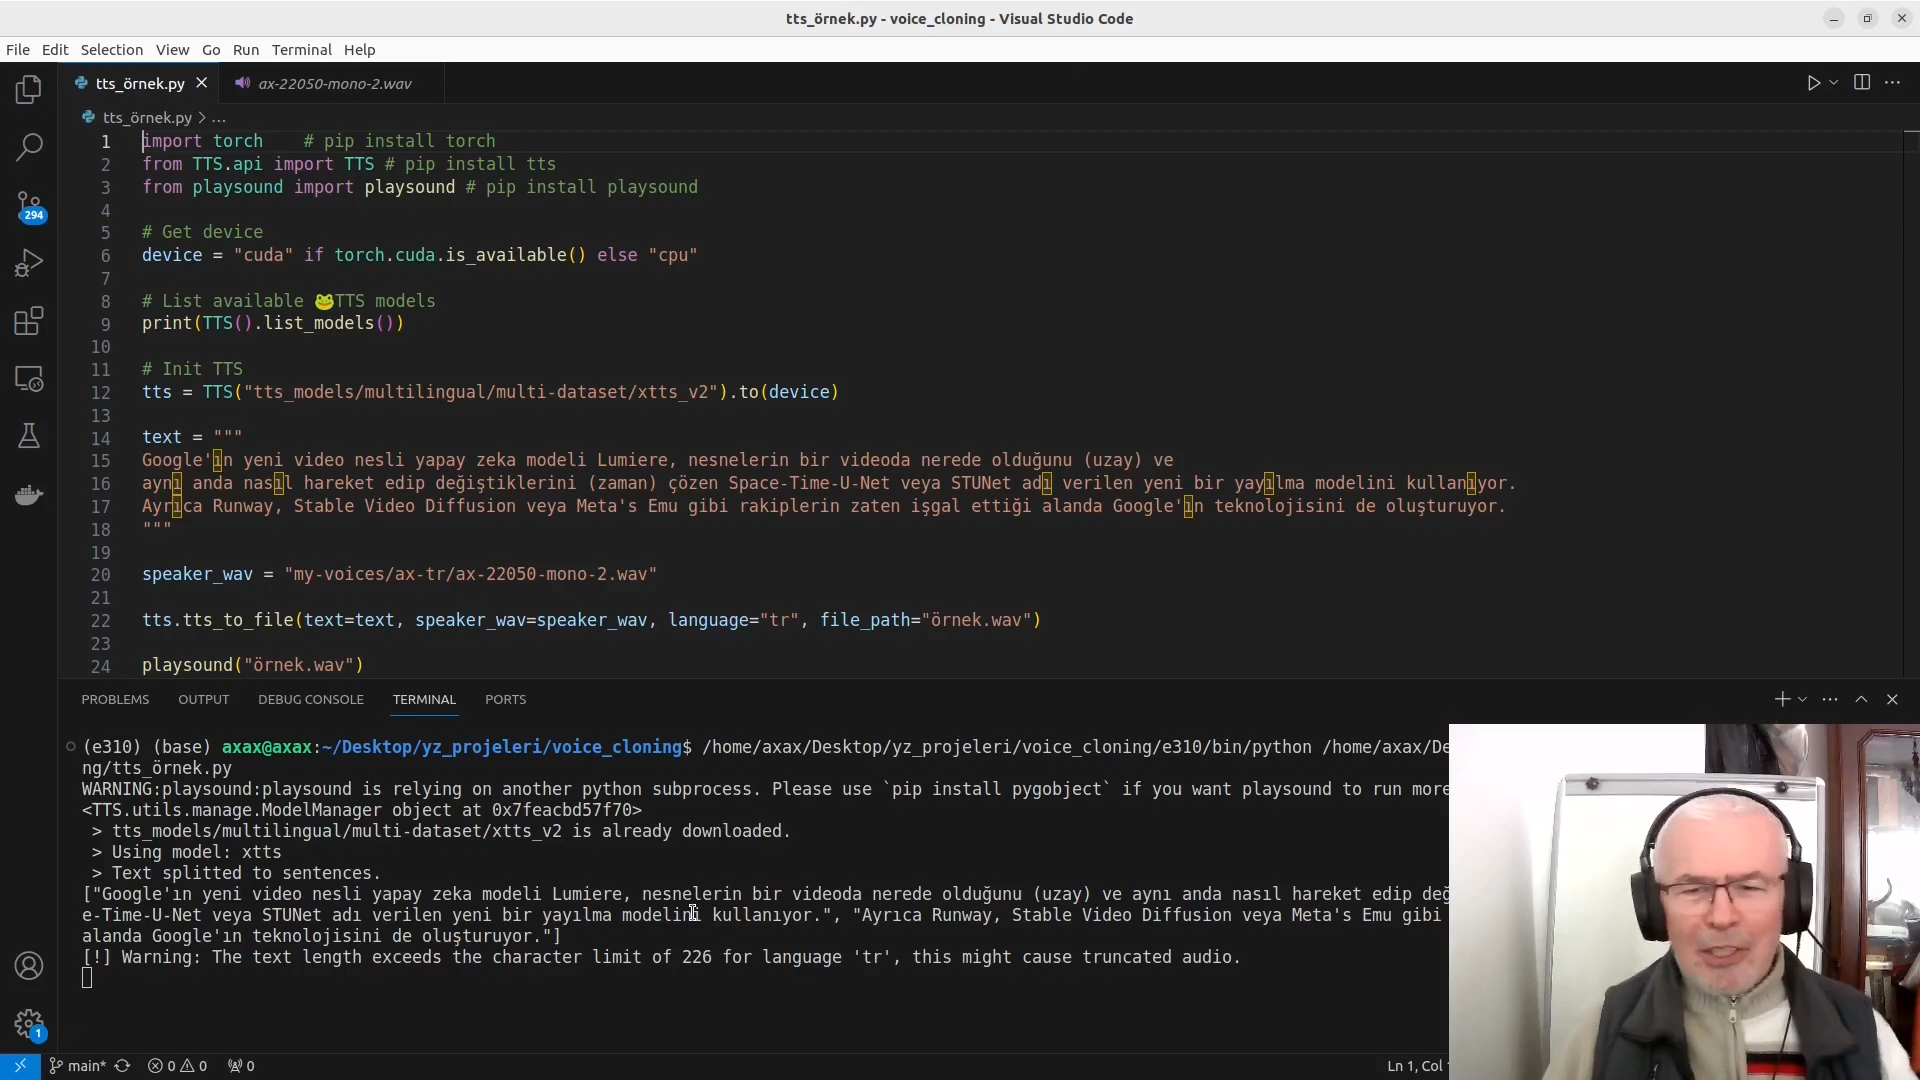 tts_örnek.py - voice_cloning - Visual Studio Code
File Edit Selection View Go Run Terminal Help
tts_örnek.py
ax-22050-mono-2.wav
tts_örnek.py > ...
1 import torch    # pip install torch
2 from TTS.api import TTS # pip install tts
3 from playsound import playsound # pip install playsound
4
5 # Get device
6 device = "cuda" if torch.cuda.is_available() else "cpu"
7
8 # List available 🐸TTS models
9 print(TTS().list_models())
10
11 # Init TTS
12 tts = TTS("tts_models/multilingual/multi-dataset/xtts_v2").to(device)
13
14 text = """
15 Google'ın yeni video nesli yapay zeka modeli Lumiere, nesnelerin bir videoda nerede olduğunu (uzay) ve
16 aynı anda nasıl hareket edip değiştiklerini (zaman) çözen Space-Time-U-Net veya STUNet adı verilen yeni bir yayılma modelini kullanıyor.
17 Ayrıca Runway, Stable Video Diffusion veya Meta's Emu gibi rakiplerin zaten işgal ettiği alanda Google'ın teknolojisini de oluşturuyor.
18 """
19
20 speaker_wav = "my-voices/ax-tr/ax-22050-mono-2.wav"
21
22 tts.tts_to_file(text=text, speaker_wav=speaker_wav, language="tr", file_path="örnek.wav")
23
24 playsound("örnek.wav")
294
PROBLEMS OUTPUT DEBUG CONSOLE TERMINAL PORTS
(e310) (base) axax@axax:~/Desktop/yz_projeleri/voice_cloning$ /home/axax/Desktop/yz_projeleri/voice_cloning/e310/bin/python /home/axax/De
ng/tts_örnek.py
WARNING:playsound:playsound is relying on another python subprocess. Please use `pip install pygobject` if you want playsound to run more
<TTS.utils.manage.ModelManager object at 0x7feacbd57f70>
> tts_models/multilingual/multi-dataset/xtts_v2 is already downloaded.
> Using model: xtts
> Text splitted to sentences.
["Google'ın yeni video nesli yapay zeka modeli Lumiere, nesnelerin bir videoda nerede olduğunu (uzay) ve aynı anda nasıl hareket edip değ
e-Time-U-Net veya STUNet adı verilen yeni bir yayılma modelini kullanıyor.", "Ayrıca Runway, Stable Video Diffusion veya Meta's Emu gibi
alanda Google'ın teknolojisini de oluşturuyor."]
[!] Warning: The text length exceeds the character limit of 226 for language 'tr', this might cause truncated audio.
1
main* 0 0 0
Ln 1, Col